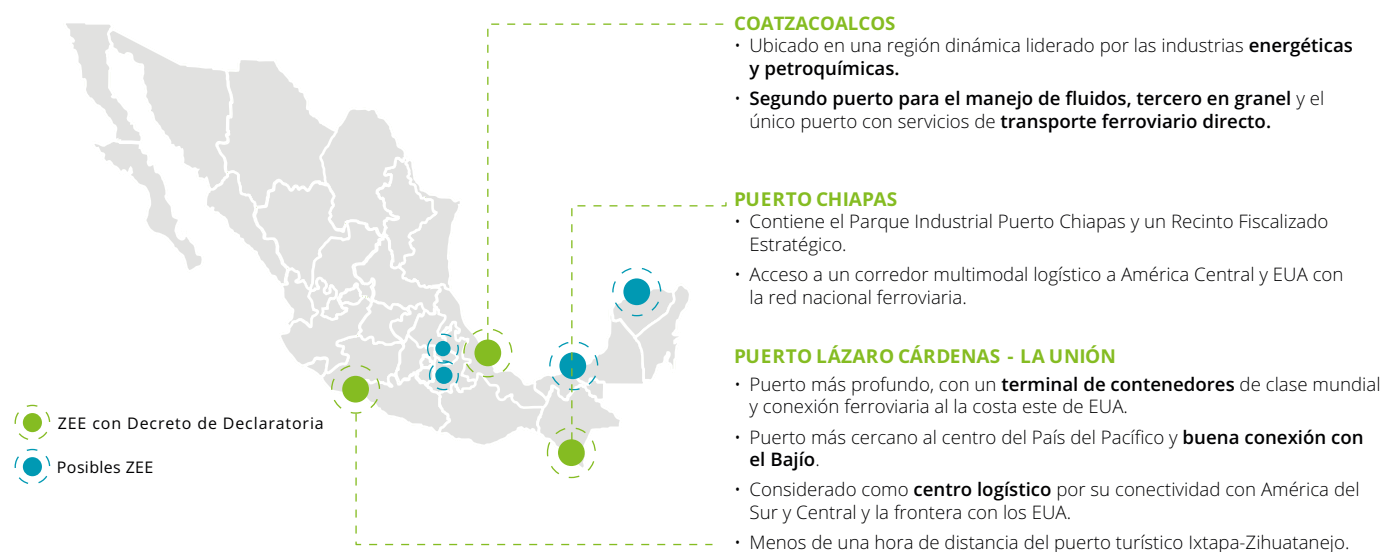 COATZACOALCOS
· Ubicado en una región dinámica liderado por las industrias energéticas
y petroquímicas.
· Segundo puerto para el manejo de fluidos, tercero en granel y el
único puerto con servicios de transporte ferroviario directo.
PUERTO CHIAPAS
· Contiene el Parque Industrial Puerto Chiapas y un Recinto Fiscalizado
Estratégico.
· Acceso a un corredor multimodal logístico a América Central y EUA con
la red nacional ferroviaria.
PUERTO LÁZARO CÁRDENAS - LA UNIÓN
· Puerto más profundo, con un terminal de contenedores de clase mundial
y conexión ferroviaria al la costa este de EUA.
· Puerto más cercano al centro del País del Pacífico y buena conexión con
el Bajío.
· Considerado como centro logístico por su conectividad con América del
Sur y Central y la frontera con los EUA.
· Menos de una hora de distancia del puerto turístico Ixtapa-Zihuatanejo.
ZEE con Decreto de Declaratoria
Posibles ZEE